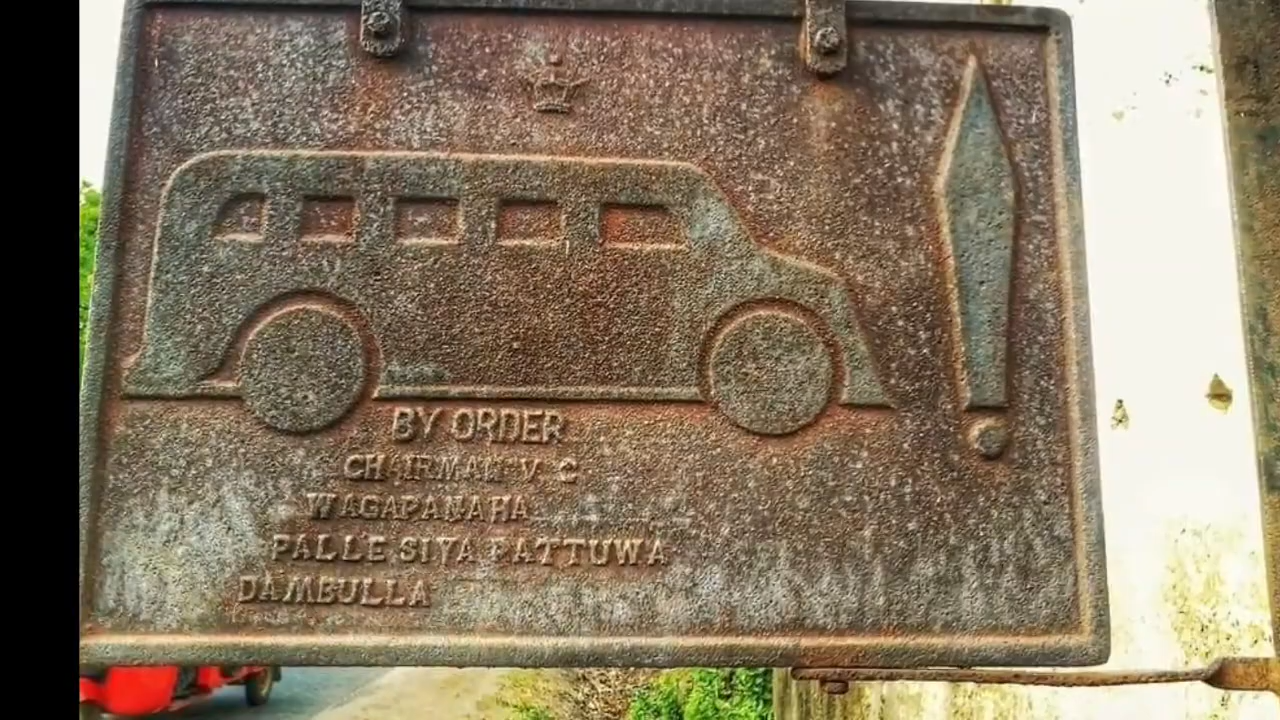 BY ORDER
CHAIRMAN V C
WAGAPANAHA
PALLE SIYA PATTUWA
DAMBULLA